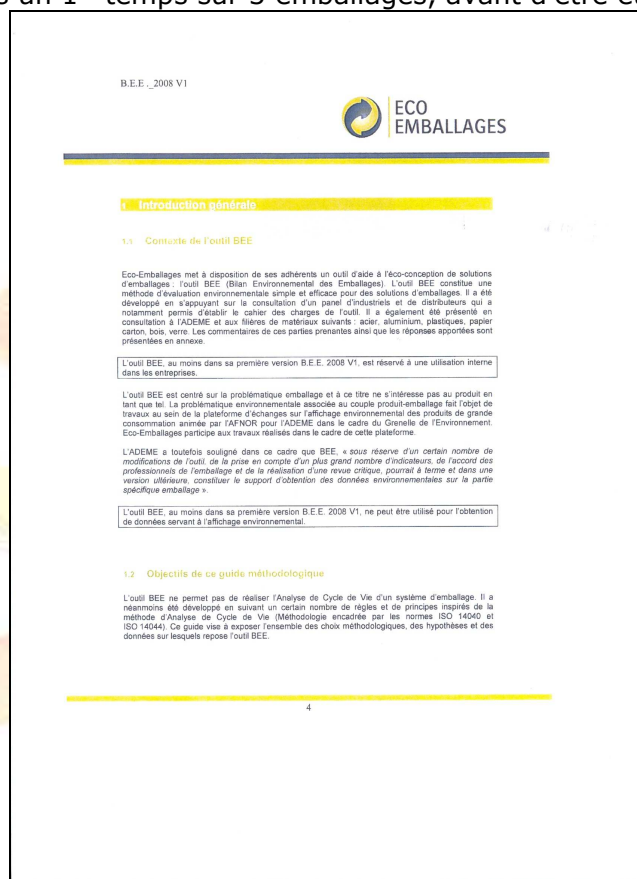 B.E.E ._2008 V1
ECO
EMBALLAGES
1 Introduction générale
1.1 Contexte de l'outil BEE
Eco-Emballages met à disposition de ses adhérents un outil d'aide à l'éco-conception de solutions
d'emballages : l'outil BEE (Bilan Environnemental des Emballages). L'outil BEE constitue une
méthode d'évaluation environnementale simple et efficace pour des solutions d'emballages. Il a été
développé en s'appuyant sur la consultation d'un panel d'industriels et de distributeurs qui a
notamment permis d'établir le cahier des charges de l'outil. Il a également été présenté en
consultation à l'ADEME et aux filières de matériaux suivants : acier, aluminium, plastiques, papier
carton, bois, verre. Les commentaires de ces parties prenantes ainsi que les réponses apportées sont
présentées en annexe.
L'outil BEE, au moins dans sa première version B.E.E. 2008 V1, est réservé à une utilisation interne
dans les entreprises.
L'outil BEE est centré sur la problématique emballage et à ce titre ne s'intéresse pas au produit en
tant que tel. La problématique environnementale associée au couple produit-emballage fait l'objet de
travaux au sein de la plateforme d'échanges sur l'affichage environnemental des produits de grande
consommation animée par l'AFNOR pour l'ADEME dans le cadre du Grenelle de l'Environnement.
Eco-Emballages participe aux travaux réalisés dans le cadre de cette plateforme.
L'ADEME a toutefois souligné dans ce cadre que BEE, « sous réserve d'un certain nombre de
modifications de l'outil, de la prise en compte d'un plus grand nombre d'indicateurs, de l'accord des
professionnels de l'emballage et de la réalisation d'une revue critique, pourrait à terme et dans une
version ultérieure, constituer le support d'obtention des données environnementales sur la partie
spécifique emballage ».
L'outil BEE, au moins dans sa première version B.E.E. 2008 V1, ne peut être utilisé pour l'obtention
de données servant à l'affichage environnemental.
1.2 Objectifs de ce guide méthodologique
L'outil BEE ne permet pas de réaliser l'Analyse de Cycle de Vie d'un système d'emballage. Il a
néanmoins été développé en suivant un certain nombre de règles et de principes inspirés de la
méthode d'Analyse de Cycle de Vie (Méthodologie encadrée par les normes ISO 14040 et
ISO 14044). Ce guide vise à exposer l'ensemble des choix méthodologiques, des hypothèses et des
données sur lesquels repose l'outil BEE.
4